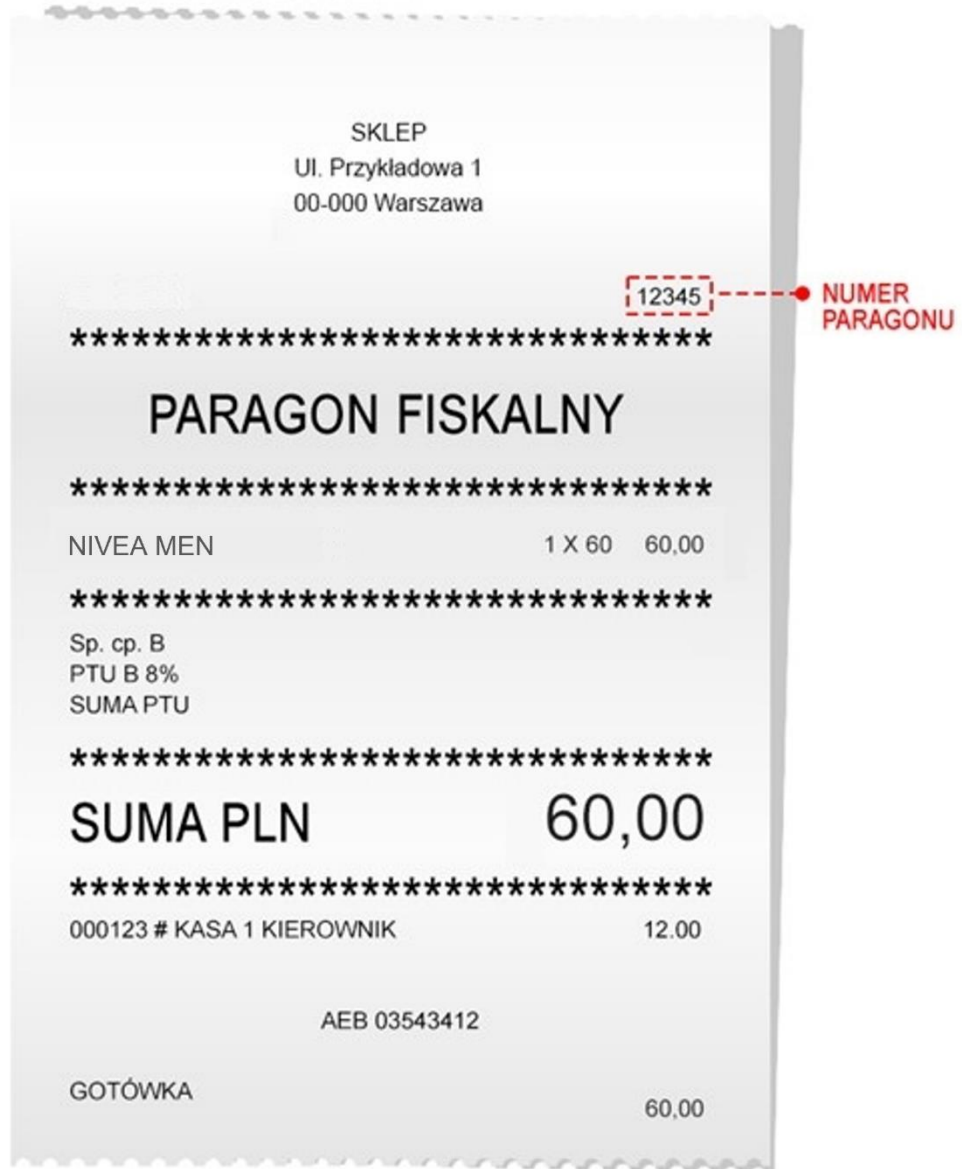 SKLEP
Ul. Przykładowa 1
00-000 Warszawa
12345
NUMER
PARAGONU
*******************************
PARAGON FISKALNY
*******************************
NIVEA MEN 1 X 60 60,00
*******************************
Sp. cp. B
PTU B 8%
SUMA PTU
*******************************
SUMA PLN 60,00
*******************************
000123 # KASA 1 KIEROWNIK 12.00
AEB 03543412
GOTÓWKA
60,00